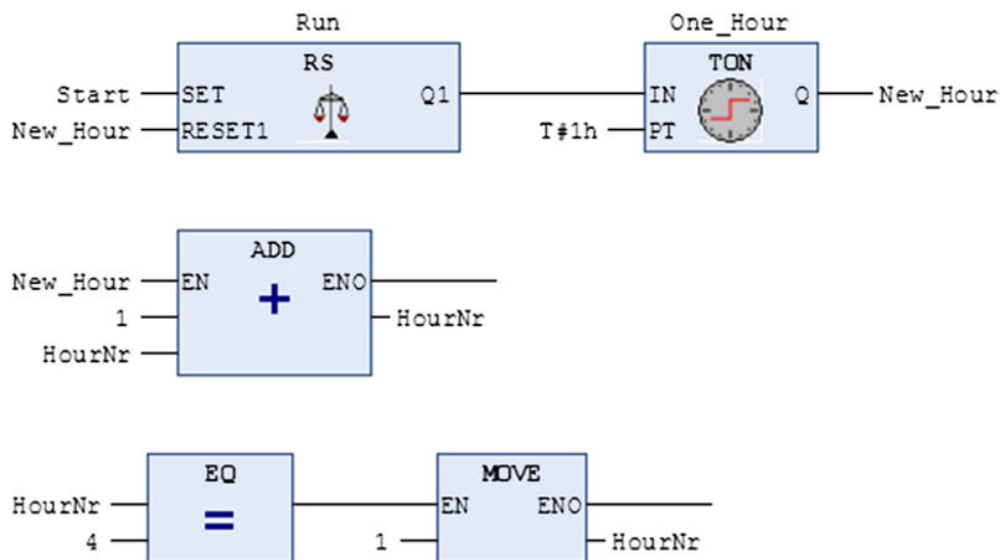 Run One_Hour
RS TON
Start SET Q1 IN Q New_Hour
New_Hour RESET1 T#1h PT
ADD
New_Hour EN ENO
+
1 HourNr
HourNr
EQ MOVE
HourNr EN ENO
=
4 1 HourNr